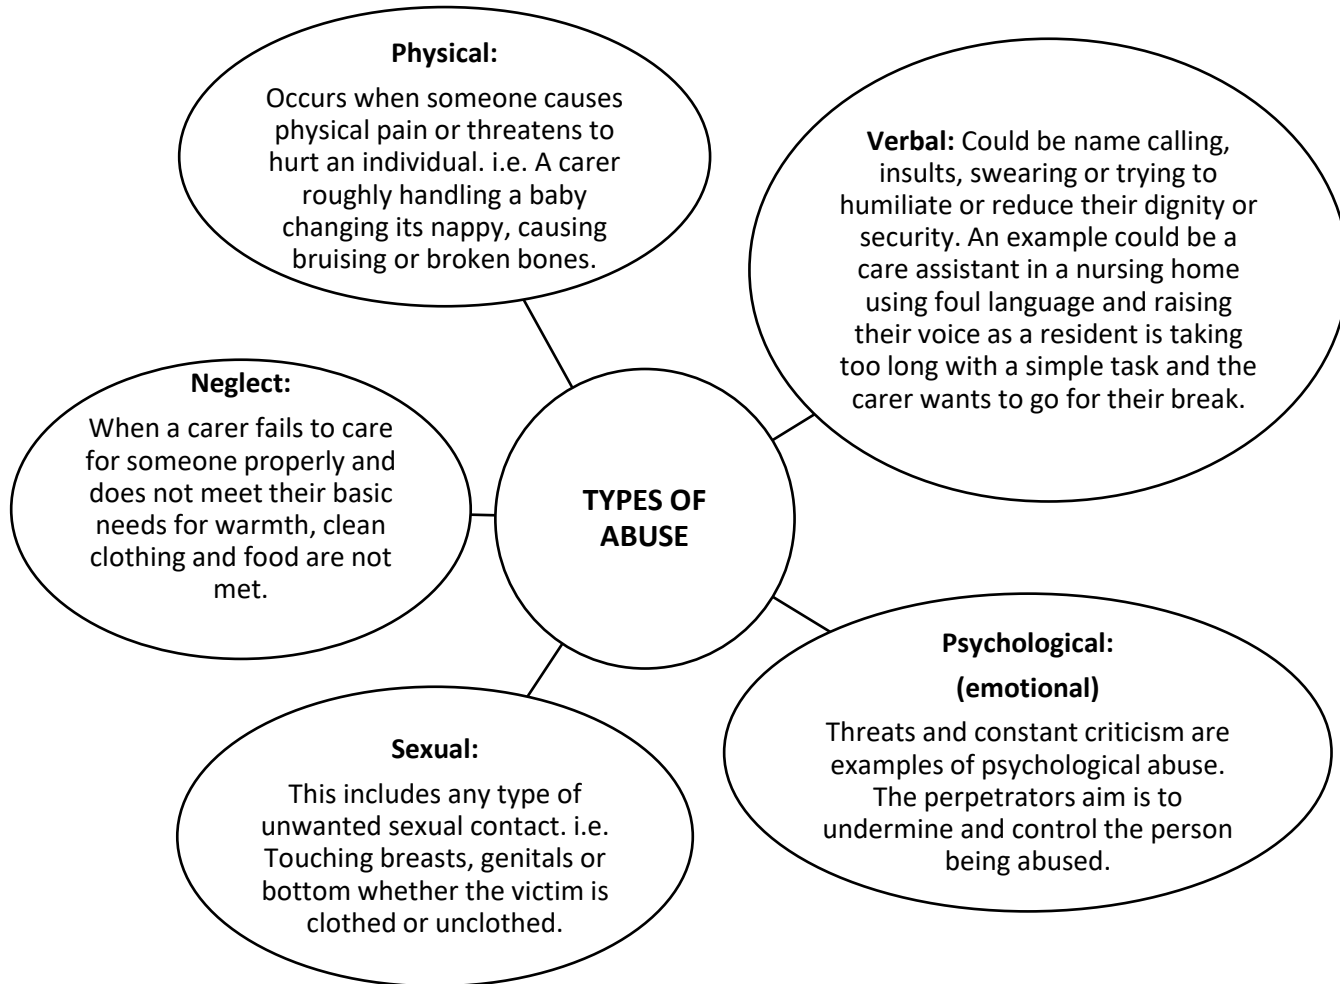 Physical:
Occurs when someone causes
physical pain or threatens to
hurt an individual. i.e. A carer
roughly handling a baby
changing its nappy, causing
bruising or broken bones.
Verbal: Could be name calling,
insults, swearing or trying to
humiliate or reduce their dignity or
security. An example could be a
care assistant in a nursing home
using foul language and raising
their voice as a resident is taking
too long with a simple task and the
carer wants to go for their break.
Neglect:
When a carer fails to care
for someone properly and
does not meet their basic
needs for warmth, clean
clothing and food are not
met.
TYPES OF
ABUSE
Psychological:
(emotional)
Threats and constant criticism are
examples of psychological abuse.
The perpetrators aim is to
undermine and control the person
being abused.
Sexual:
This includes any type of
unwanted sexual contact. i.e.
Touching breasts, genitals or
bottom whether the victim is
clothed or unclothed.